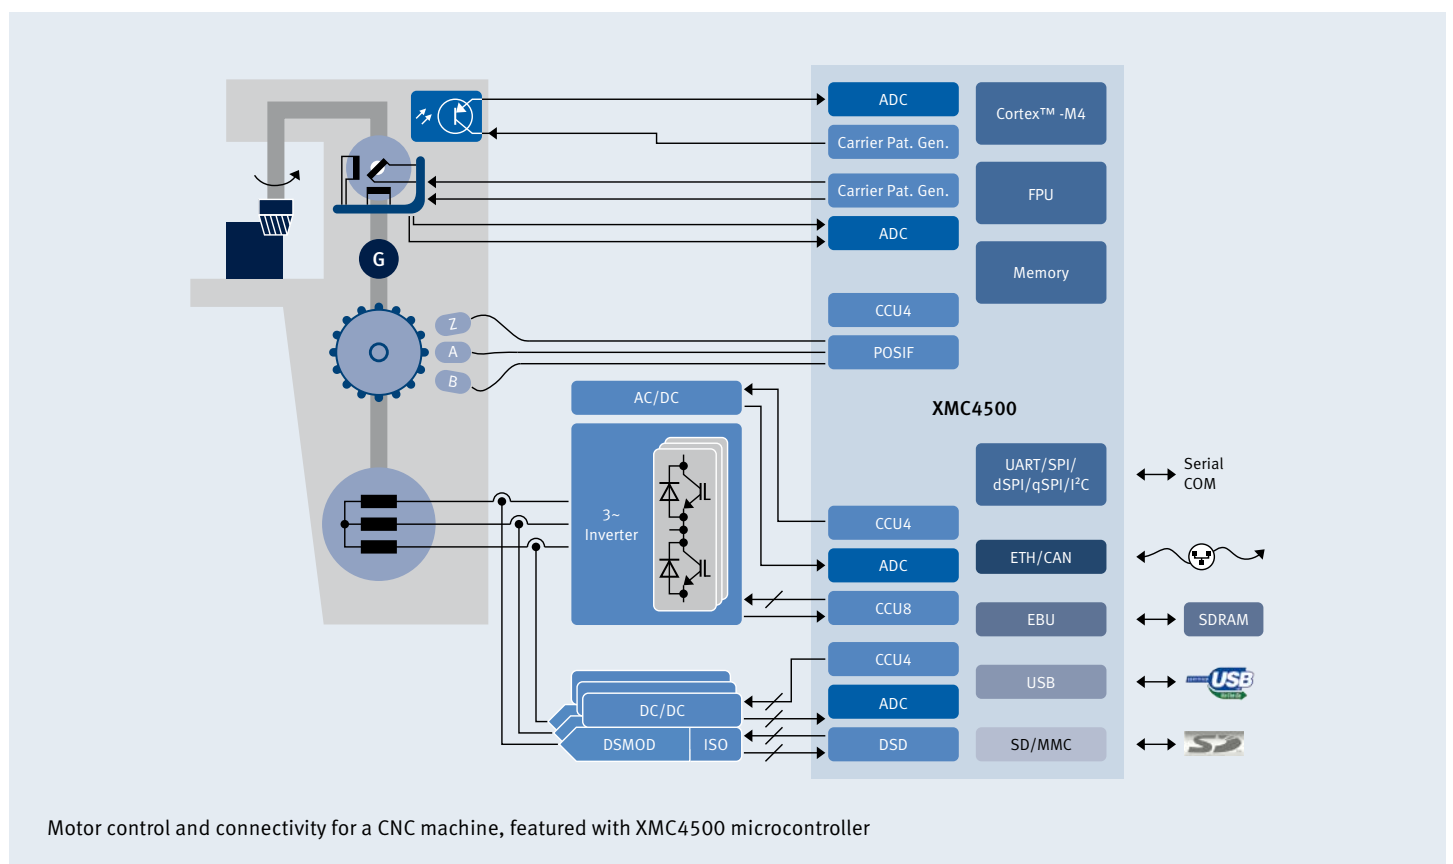 ADC
Cortex™ -M4
Carrier Pat. Gen.
Carrier Pat. Gen.
FPU
ADC
G
Memory
CCU4
Z
A
POSIF
B
AC/DC
XMC4500
UART/SPI/
dSPI/qSPI/I²C
Serial
COM
3~
Inverter
CCU4
ADC
ETH/CAN
CCU8
EBU
SDRAM
CCU4
USB
USB
DC/DC
ADC
DSMOD
ISO
DSD
SD/MMC
SD
Motor control and connectivity for a CNC machine, featured with XMC4500 microcontroller